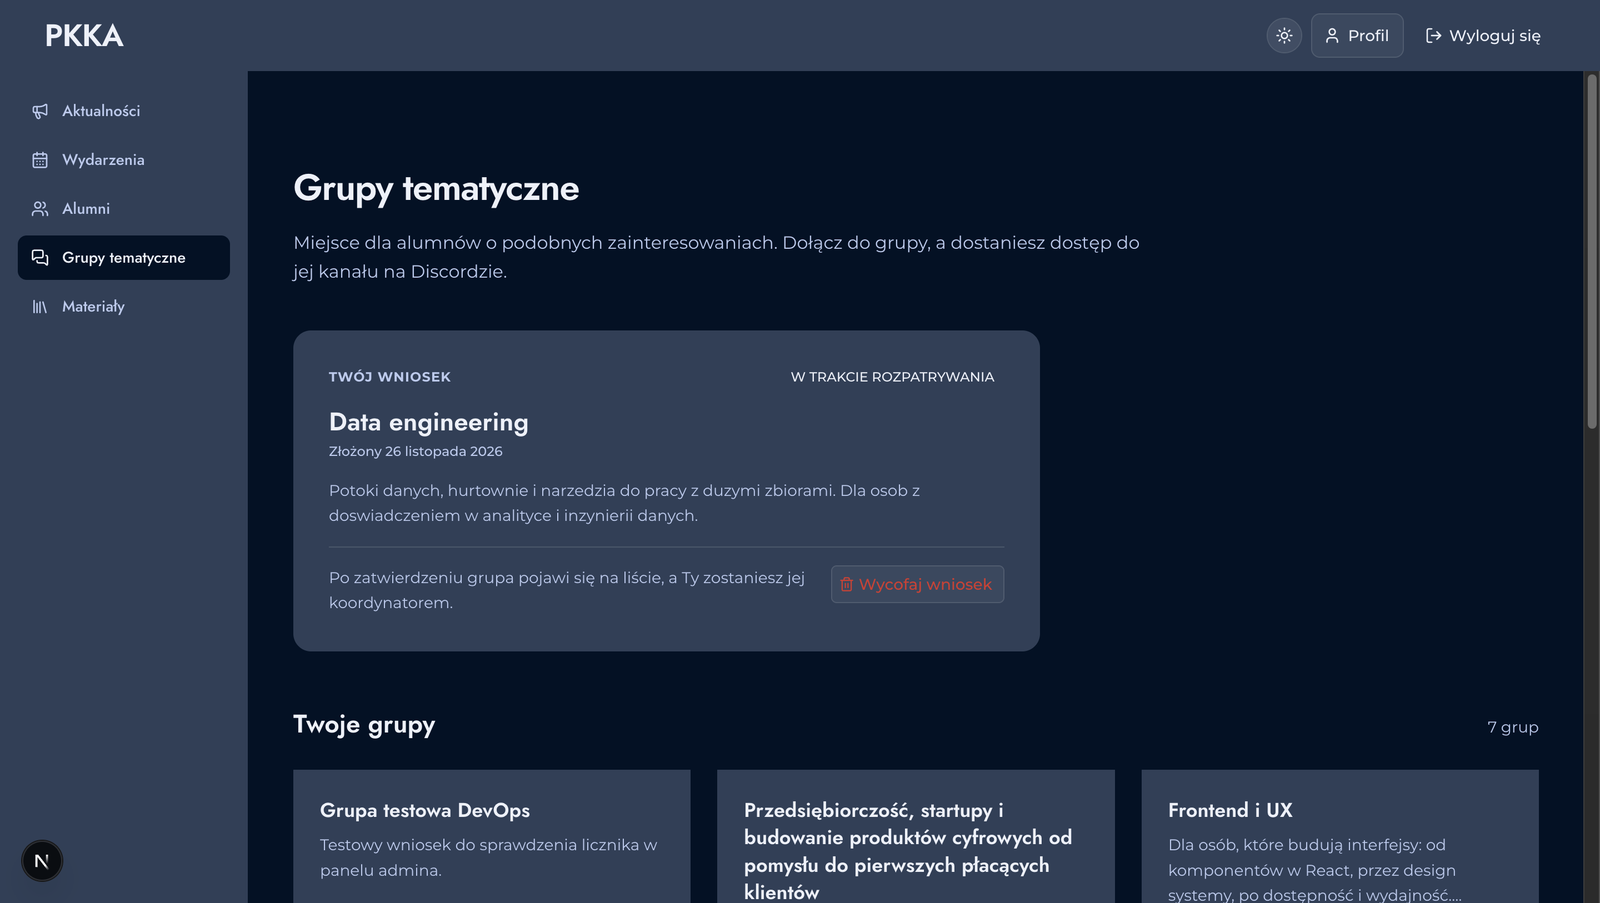 PKKA
Profil
Wyloguj się
Aktualności
Wydarzenia
Alumni
Grupy tematyczne
Materiały
Grupy tematyczne
Miejsce dla alumnów o podobnych zainteresowaniach. Dołącz do grupy, a dostaniesz dostęp do
jej kanału na Discordzie.
TWÓJ WNIOSEK
W TRAKCIE ROZPATRYWANIA
Data engineering
Złożony 26 listopada 2026
Potoki danych, hurtownie i narzedzia do pracy z duzymi zbiorami. Dla osob z
doswiadczeniem w analityce i inzynierii danych.
Po zatwierdzeniu grupa pojawi się na liście, a Ty zostaniesz jej
koordynatorem.
Wycofaj wniosek
Twoje grupy
7 grup
Grupa testowa DevOps
Testowy wniosek do sprawdzenia licznika w
panelu admina.
Przedsiębiorczość, startupy i
budowanie produktów cyfrowych od
pomysłu do pierwszych płacących
klientów
Frontend i UX
Dla osób, które budują interfejsy: od
komponentów w React, przez design
systemy, po dostępność i wydajność....
N